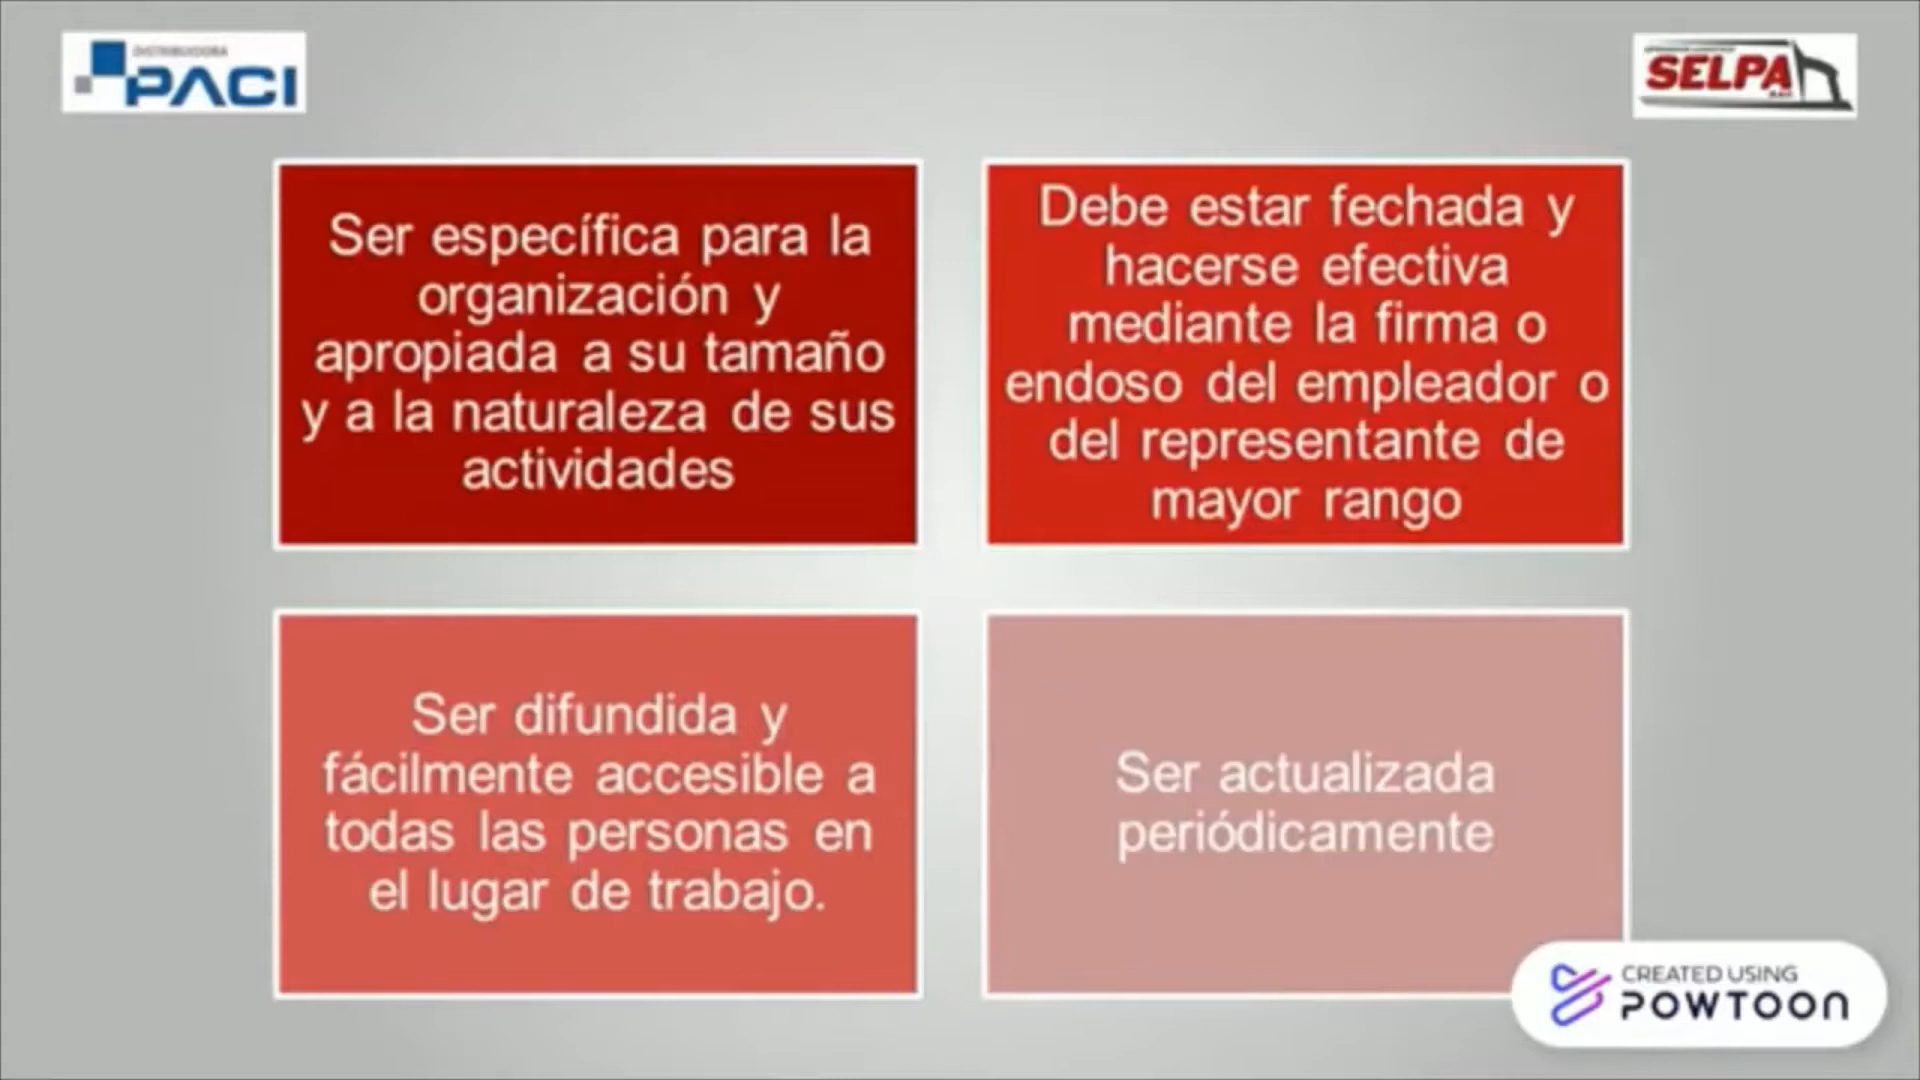 DISTRIBUIDORA
PACI
SELPA
Ser específica para la
organización y
apropiada a su tamaño
y a la naturaleza de sus
actividades
Debe estar fechada y
hacerse efectiva
mediante la firma o
endoso del empleador o
del representante de
mayor rango
Ser difundida y
fácilmente accesible a
todas las personas en
el lugar de trabajo.
Ser actualizada
periódicamente
CREATED USING
POWTOON